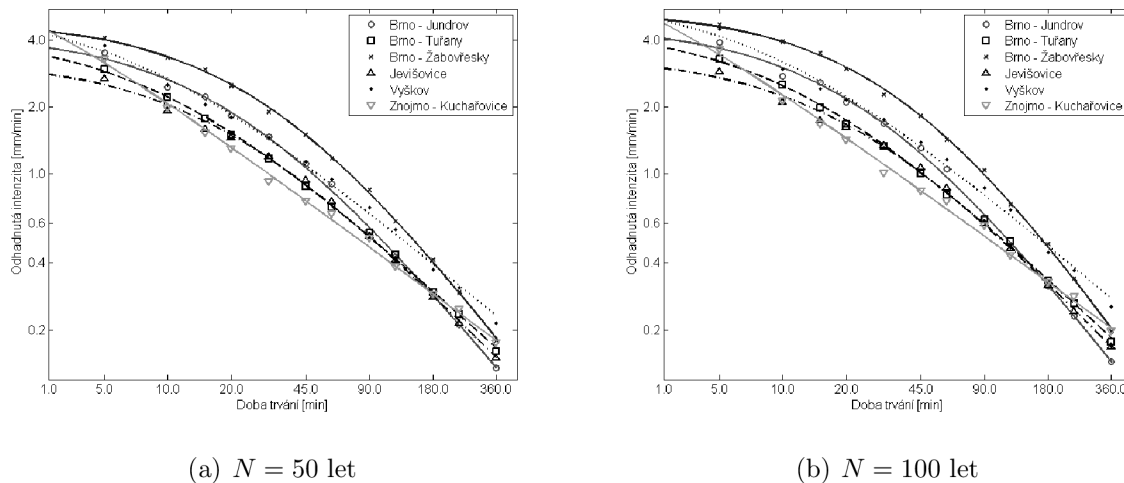 4.0
2.0
1.0
0.6
0.4
0.2
Odhadnutá intenzita [mm/min]
1.0 5.0 10.0 20.0 45.0 90.0 180.0 360.0
Doba trvání [min]
Brno - Jundrov
Brno - Tuřany
Brno - Žabovřesky
Jevišovice
Vyškov
Znojmo - Kuchařovice
(a) N = 50 let
4.0
2.0
1.0
0.6
0.4
0.2
Odhadnutá intenzita [mm/min]
1.0 5.0 10.0 20.0 45.0 90.0 180.0 360.0
Doba trvání [min]
Brno - Jundrov
Brno - Tuřany
Brno - Žabovřesky
Jevišovice
Vyškov
Znojmo - Kuchařovice
(b) N = 100 let